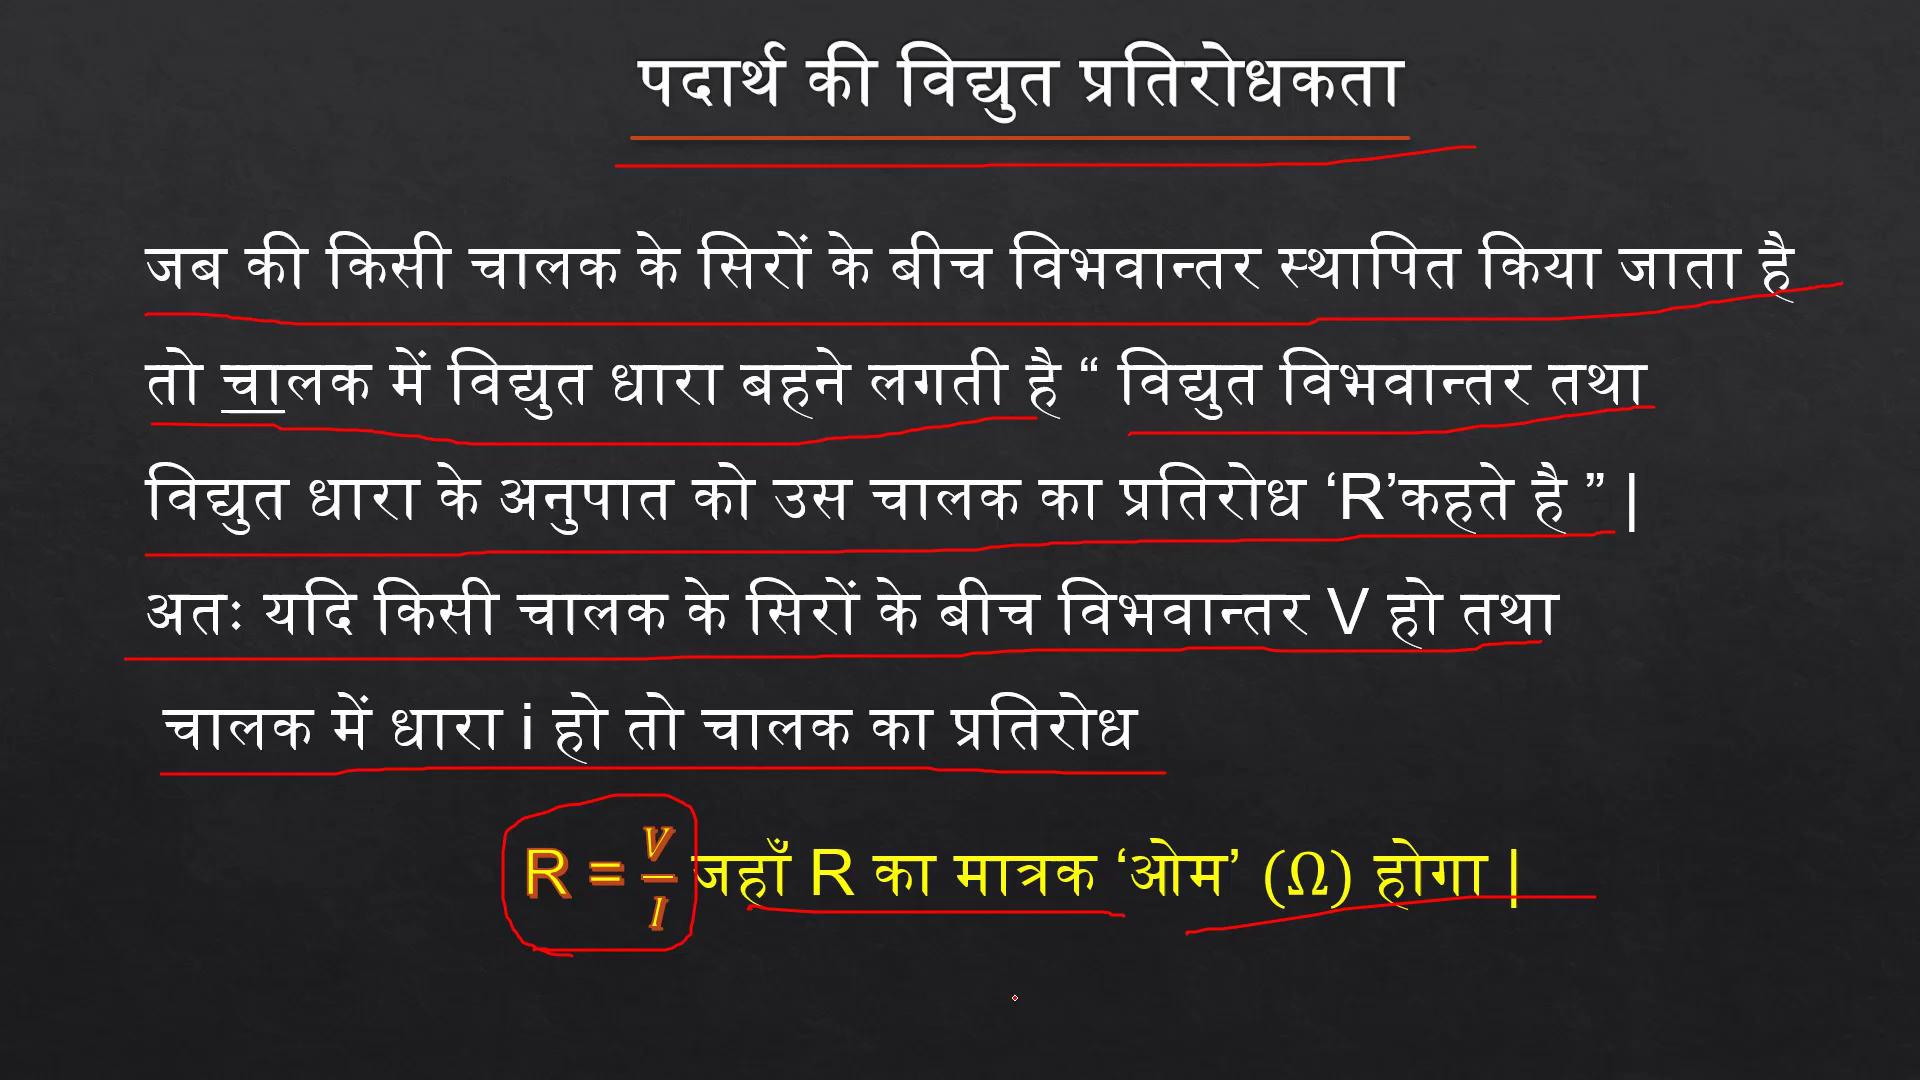 पदार्थ की विद्युत प्रतिरोधकता
जब की किसी चालक के सिरों के बीच विभवान्तर स्थापित किया जाता है
तो चालक में विद्युत धारा बहने लगती है “ विद्युत विभवान्तर तथा
विद्युत धारा के अनुपात को उस चालक का प्रतिरोध ‘R’कहते है ” |
अतः यदि किसी चालक के सिरों के बीच विभवान्तर V हो तथा
चालक में धारा i हो तो चालक का प्रतिरोध
R = V/I जहाँ R का मात्रक ‘ओम’ (Ω) होगा |